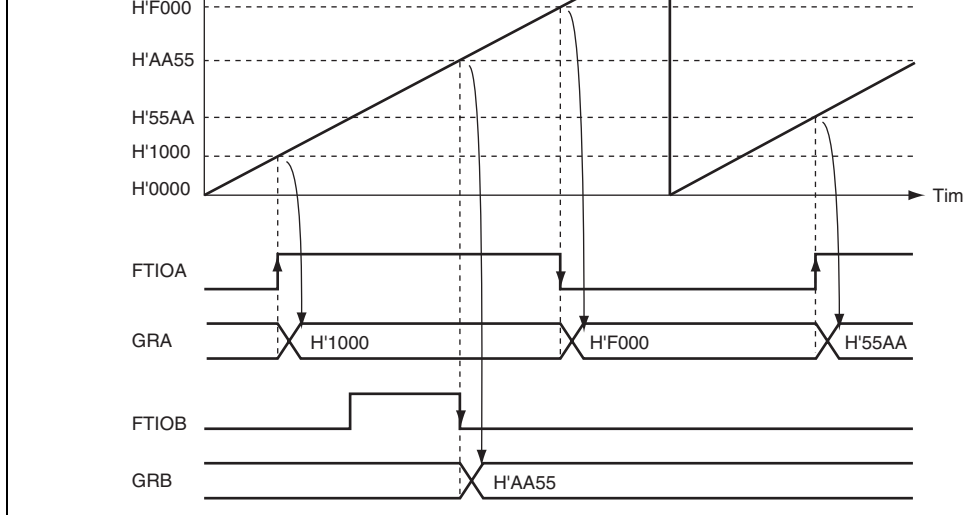 H'F000
H'AA55
H'55AA
H'1000
H'0000
Tim
FTIOA
GRA
H'1000
H'F000
H'55AA
FTIOB
GRB
H'AA55